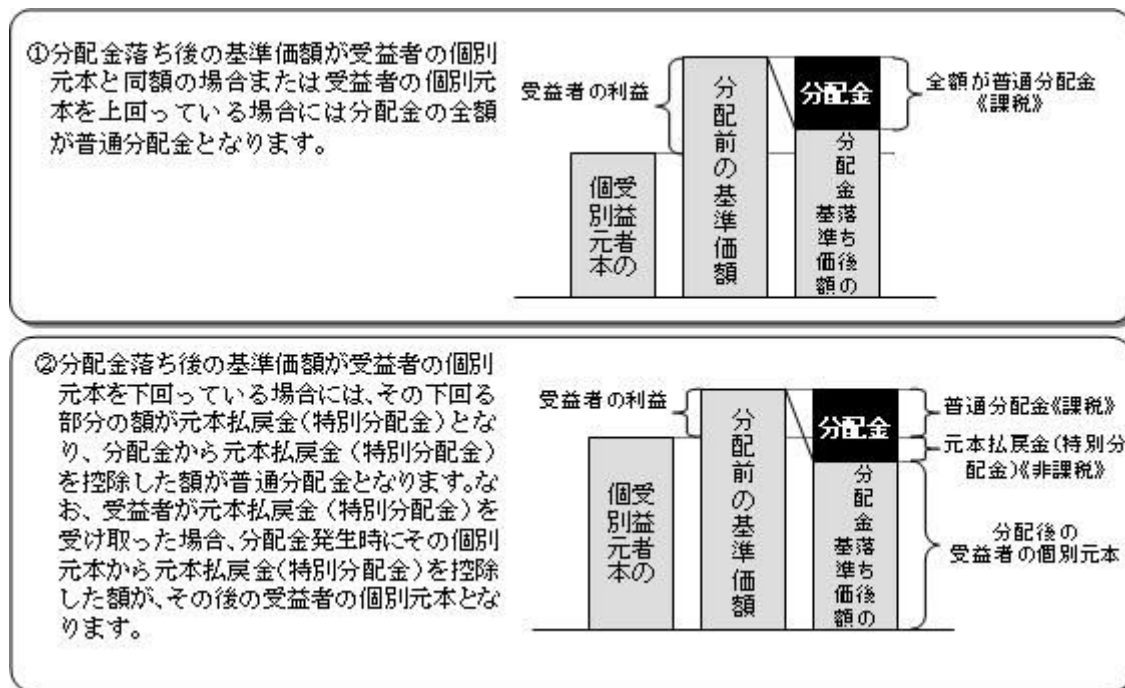 ①分配金落ち後の基準価額が受益者の個別
元本と同額の場合または受益者の個別元
本を上回っている場合には分配金の全額
が普通分配金となります。
受益者の利益
受益者の
個別元本
分配前の基準価額
分配金
分配金落ち後の
基準価額
全額が普通分配金
《課税》
②分配金落ち後の基準価額が受益者の個別
元本を下回っている場合には、その下回る
部分の額が元本払戻金(特別分配金)とな
り、分配金から元本払戻金(特別分配金)
を控除した額が普通分配金となります。な
お、受益者が元本払戻金(特別分配金)を
受け取った場合、分配金発生時にその個別
元本から元本払戻金(特別分配金)を控除
した額が、その後の受益者の個別元本とな
ります。
受益者の利益
受益者の
個別元本
分配前の基準価額
分配金
分配金落ち後の
基準価額
普通分配金《課税》
元本払戻金(特別分
配金)《非課税》
分配後の
受益者の個別元本